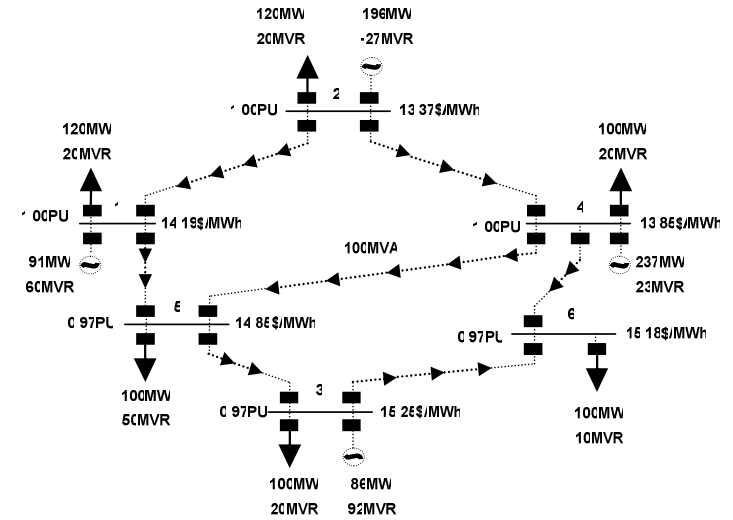 120MW
20MVR
196MW
-27MVR
2
1.00PU
13.37$/MWh
120MW
20MVR
100MW
20MVR
1
1.00PU
14.19$/MWh
4
1.00PU
13.85$/MWh
91MW
60MVR
100MVA
237MW
23MVR
5
0.97PU
14.85$/MWh
6
0.97PU
15.18$/MWh
3
0.97PU
15.25$/MWh
100MW
50MVR
100MW
10MVR
100MW
20MVR
86MW
92MVR